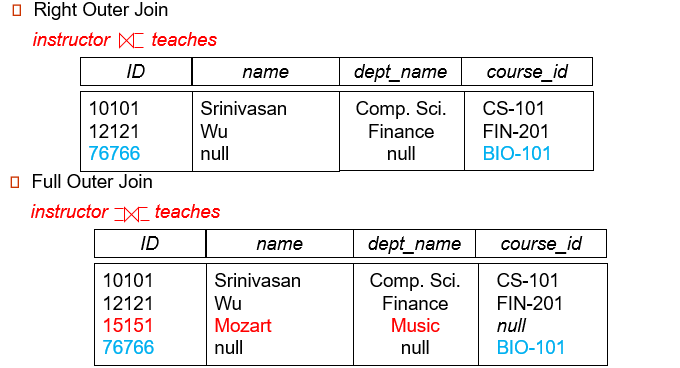 Right Outer Join
instructor ⟖ teaches
ID name dept_name course_id
10101 Srinivasan Comp. Sci. CS-101
12121 Wu Finance FIN-201
76766 null null BIO-101
Full Outer Join
instructor ⟗ teaches
ID name dept_name course_id
10101 Srinivasan Comp. Sci. CS-101
12121 Wu Finance FIN-201
15151 Mozart Music null
76766 null null BIO-101